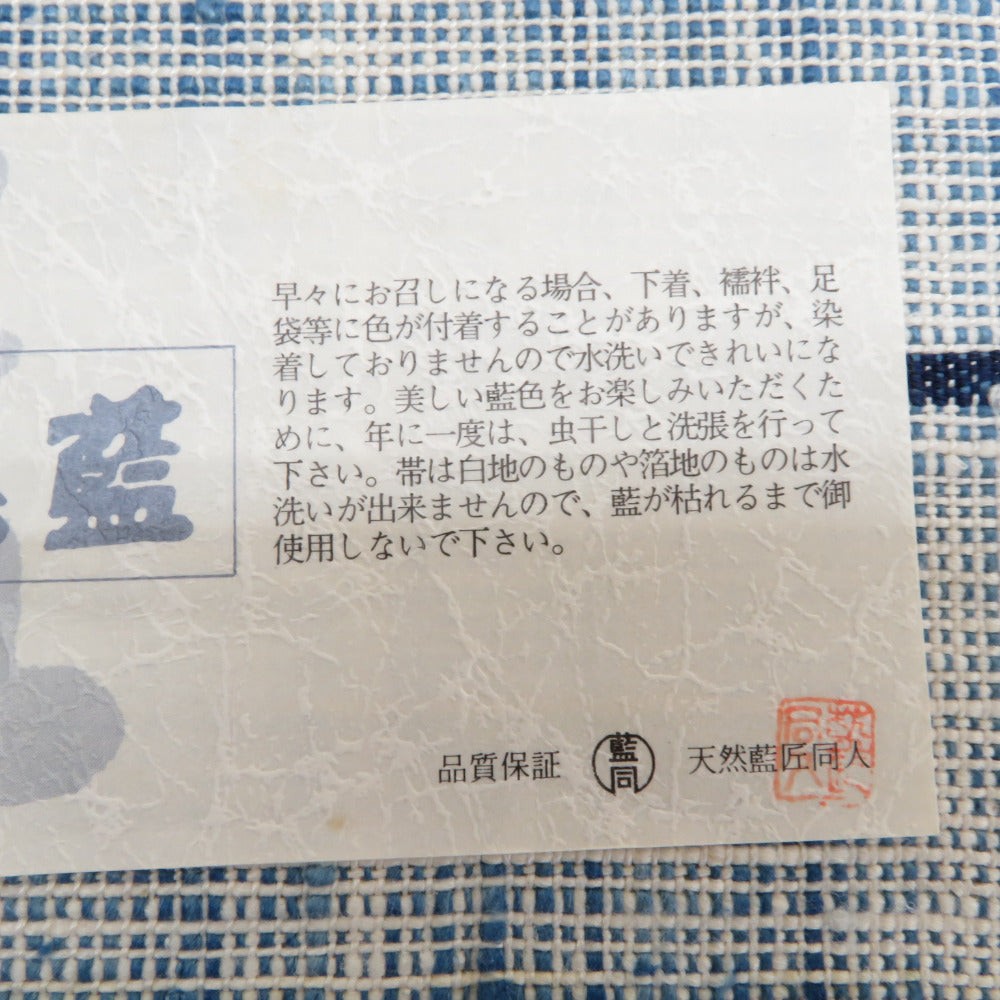 藍
早々にお召しになる場合、下着、襦袢、足
袋等に色が付着することがありますが、染
着しておりませんので水洗いできれいにな
ります。美しい藍色をお楽しみいただくた
めに、年に一度は、虫干しと洗張を行って
下さい。帯は白地のものや箔地のものは水
洗いが出来ませんので、藍が枯れるまで御
使用しないで下さい。
品質保証 藍同 天然藍匠同人